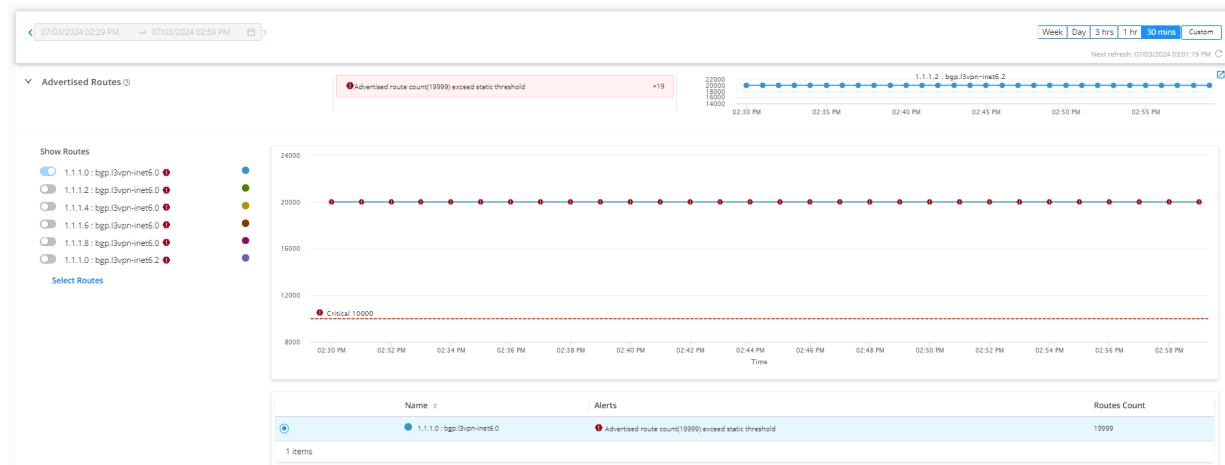 07/03/2024 02:29 PM → 07/03/2024 02:59 PM
Week Day 3 hrs 1 hr 30 mins Custom
Next refresh: 07/03/2024 03:01:19 PM
Advertised Routes
Advertised route count(19999) exceed static threshold +19
1.1.1.2 : bgp.l3vpn-inet6.2
22000
20000
18000
16000
14000
02:30 PM 02:35 PM 02:40 PM 02:45 PM 02:50 PM 02:55 PM
Show Routes
1.1.1.0 : bgp.l3vpn-inet6.0
1.1.1.2 : bgp.l3vpn-inet6.0
1.1.1.4 : bgp.l3vpn-inet6.0
1.1.1.6 : bgp.l3vpn-inet6.0
1.1.1.8 : bgp.l3vpn-inet6.0
1.1.1.0 : bgp.l3vpn-inet6.2
Select Routes
24000
20000
16000
12000
Critical 10000
8000
02:30 PM 02:32 PM 02:34 PM 02:36 PM 02:38 PM 02:40 PM 02:42 PM 02:44 PM 02:46 PM 02:48 PM 02:50 PM 02:52 PM 02:54 PM 02:56 PM 02:58 PM
Time
Name Alerts Routes Count
1.1.1.0 : bgp.l3vpn-inet6.0 Advertised route count(19999) exceed static threshold 19999
1 items